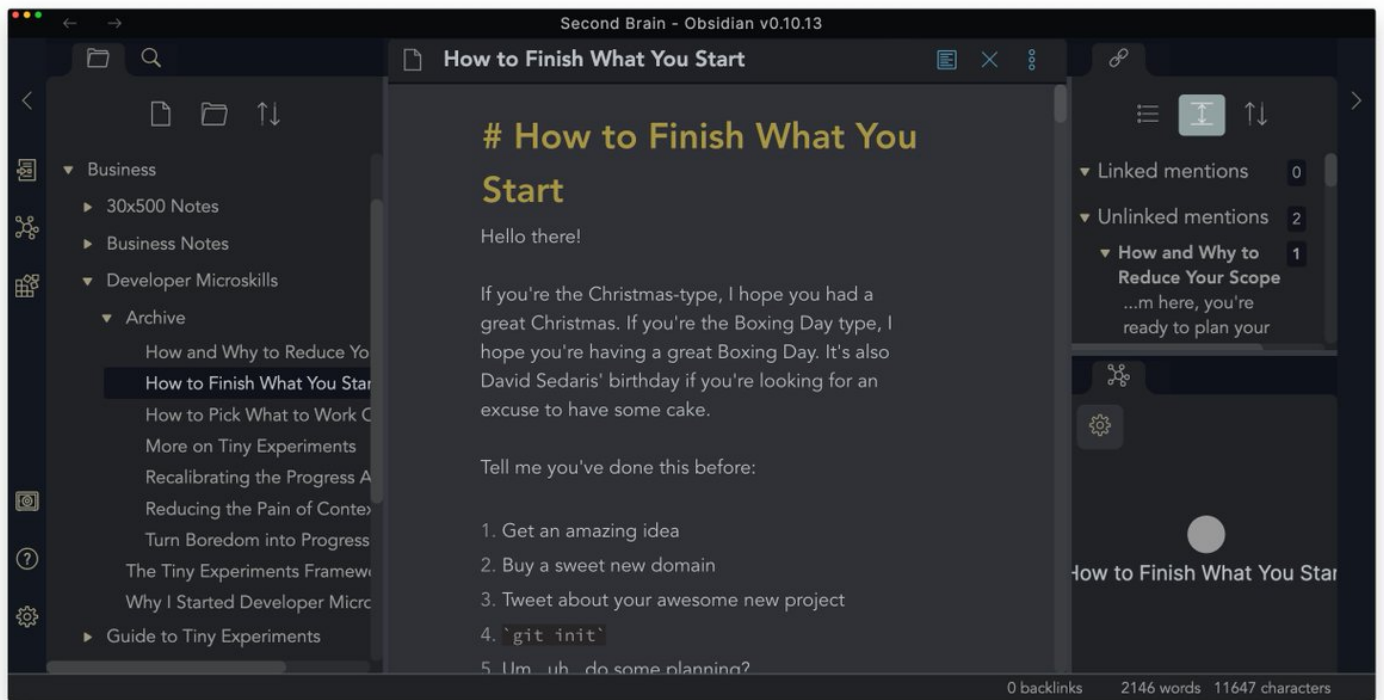 Second Brain - Obsidian v0.10.13
How to Finish What You Start
Business
30x500 Notes
Business Notes
Developer Microskills
Archive
How and Why to Reduce Yo
How to Finish What You Star
How to Pick What to Work O
More on Tiny Experiments
Recalibrating the Progress A
Reducing the Pain of Contex
Turn Boredom into Progress
The Tiny Experiments Framew
Why I Started Developer Micro
Guide to Tiny Experiments
# How to Finish What You
Start
Hello there!
If you're the Christmas-type, I hope you had a
great Christmas. If you're the Boxing Day type, I
hope you're having a great Boxing Day. It's also
David Sedaris' birthday if you're looking for an
excuse to have some cake.
Tell me you've done this before:
1. Get an amazing idea
2. Buy a sweet new domain
3. Tweet about your awesome new project
4. `git init`
5. Um...uh...do some planning?
Linked mentions 0
Unlinked mentions 2
How and Why to 1
Reduce Your Scope
...m here, you're
ready to plan your
How to Finish What You Star
0 backlinks 2146 words 11647 characters